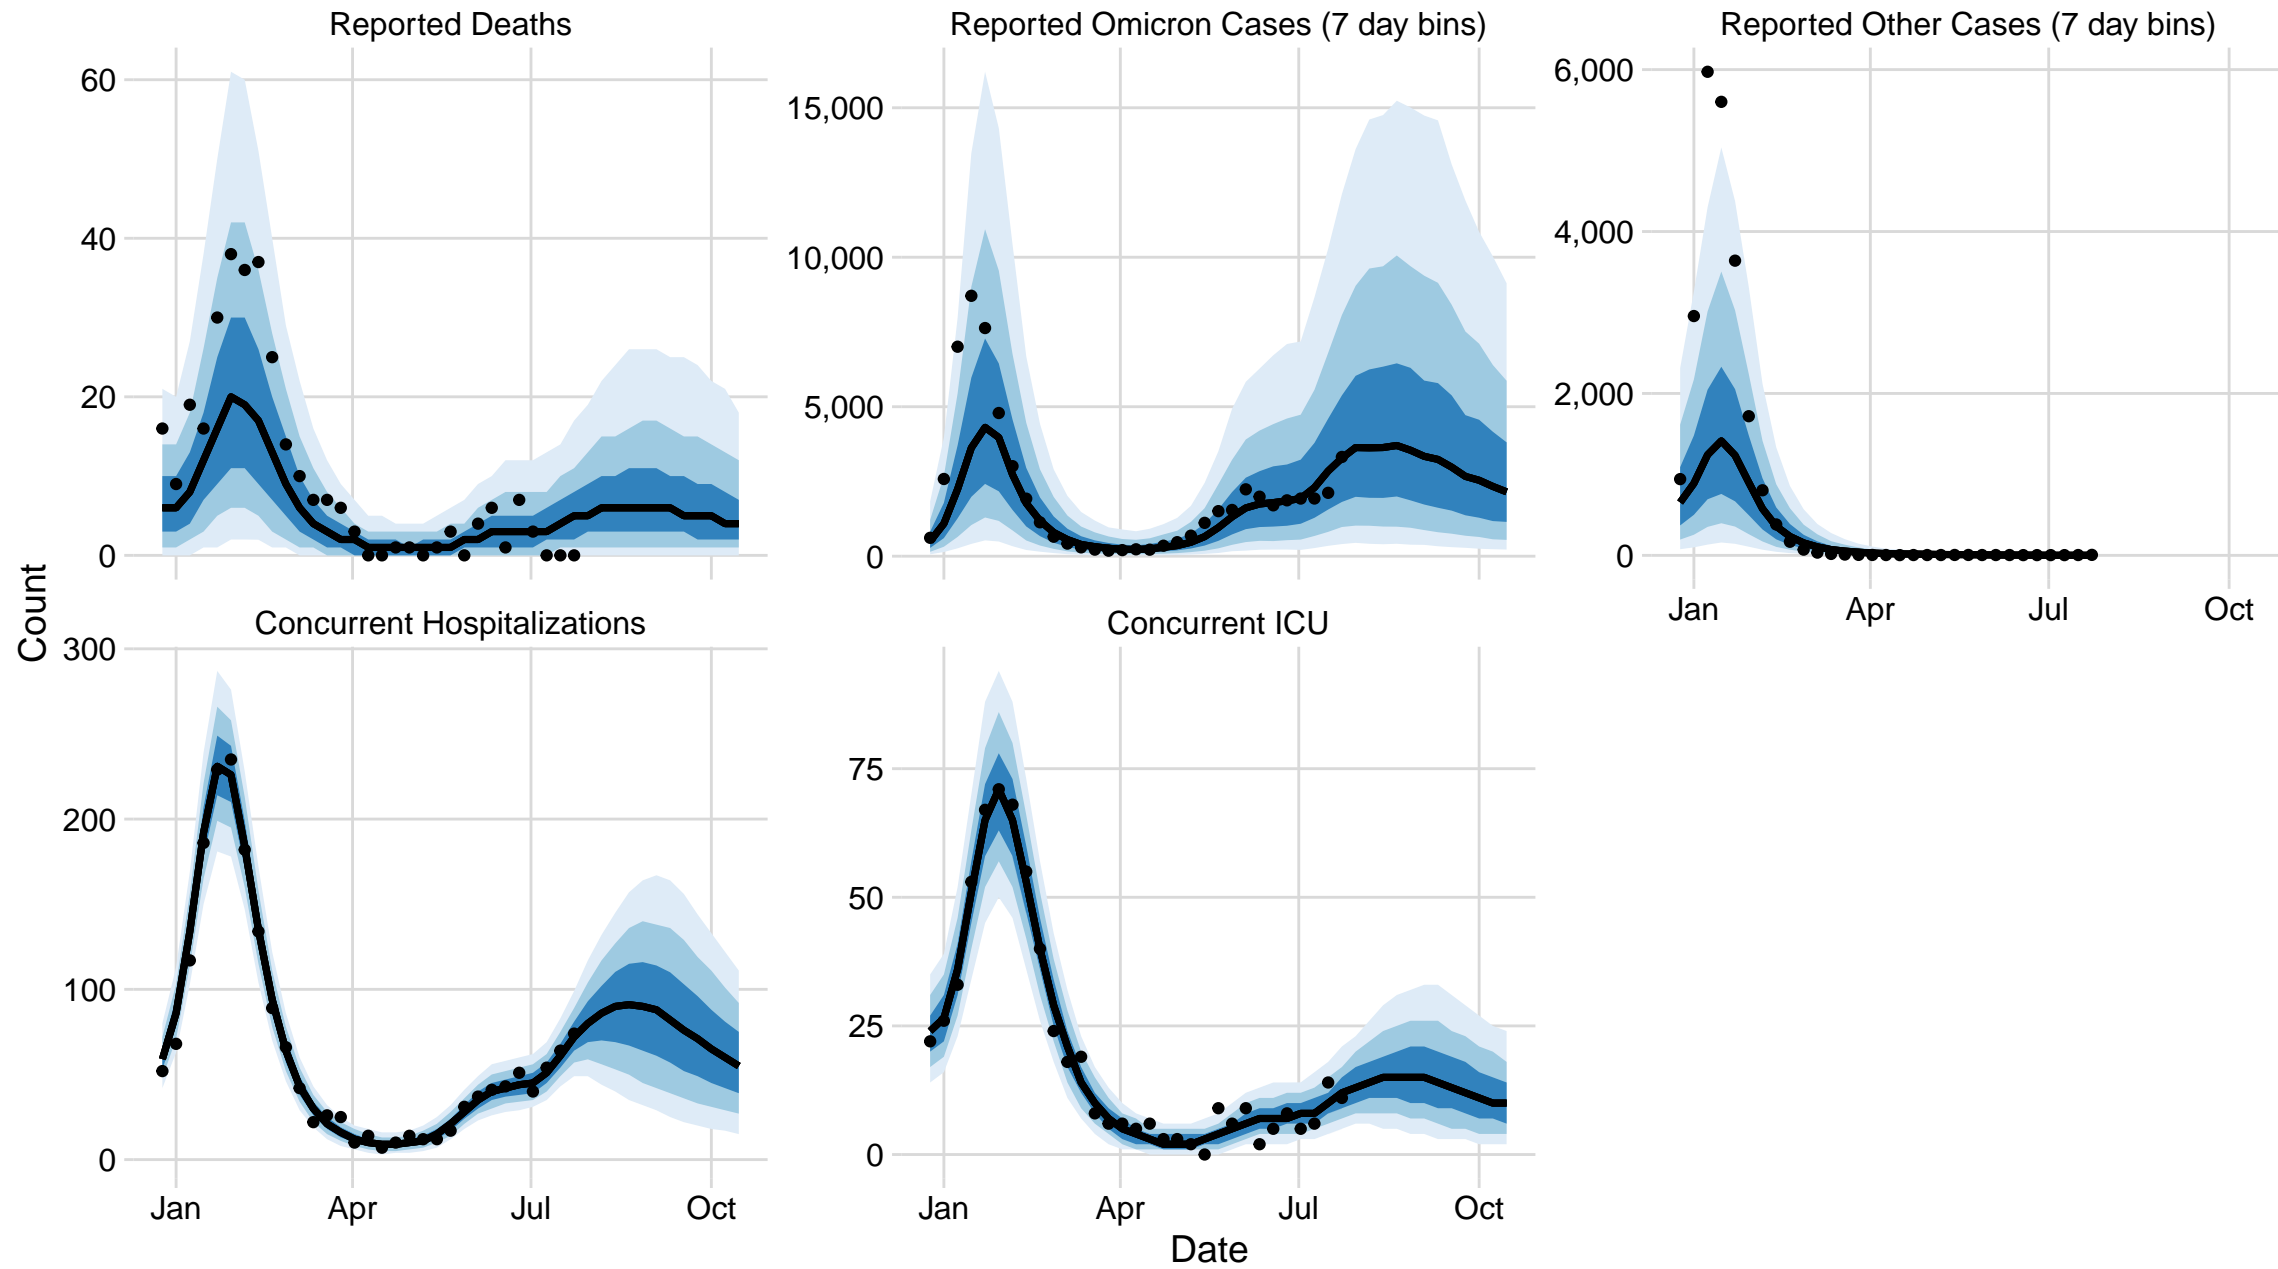 Reported Deaths
Reported Omicron Cases (7 day bins)
Reported Other Cases (7 day bins)
60
40
20
0
15,000
10,000
5,000
0
6,000
4,000
2,000
0
Jan Apr Jul Oct
Count
Concurrent Hospitalizations
Concurrent ICU
300
200
100
0
75
50
25
0
Jan Apr Jul Oct
Jan Apr Jul Oct
Date